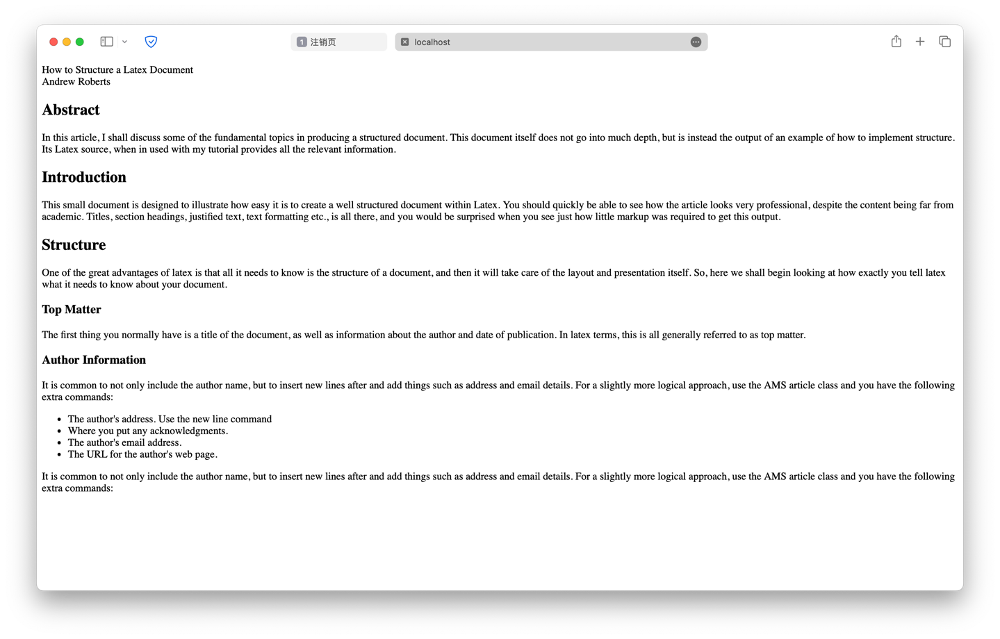 1 注销页
localhost
How to Structure a Latex Document
Andrew Roberts
Abstract
In this article, I shall discuss some of the fundamental topics in producing a structured document. This document itself does not go into much depth, but is instead the output of an example of how to implement structure.
Its Latex source, when in used with my tutorial provides all the relevant information.
Introduction
This small document is designed to illustrate how easy it is to create a well structured document within Latex. You should quickly be able to see how the article looks very professional, despite the content being far from
academic. Titles, section headings, justified text, text formatting etc., is all there, and you would be surprised when you see just how little markup was required to get this output.
Structure
One of the great advantages of latex is that all it needs to know is the structure of a document, and then it will take care of the layout and presentation itself. So, here we shall begin looking at how exactly you tell latex
what it needs to know about your document.
Top Matter
The first thing you normally have is a title of the document, as well as information about the author and date of publication. In latex terms, this is all generally referred to as top matter.
Author Information
It is common to not only include the author name, but to insert new lines after and add things such as address and email details. For a slightly more logical approach, use the AMS article class and you have the following
extra commands:
• The author's address. Use the new line command
• Where you put any acknowledgments.
• The author's email address.
• The URL for the author's web page.
It is common to not only include the author name, but to insert new lines after and add things such as address and email details. For a slightly more logical approach, use the AMS article class and you have the following
extra commands: